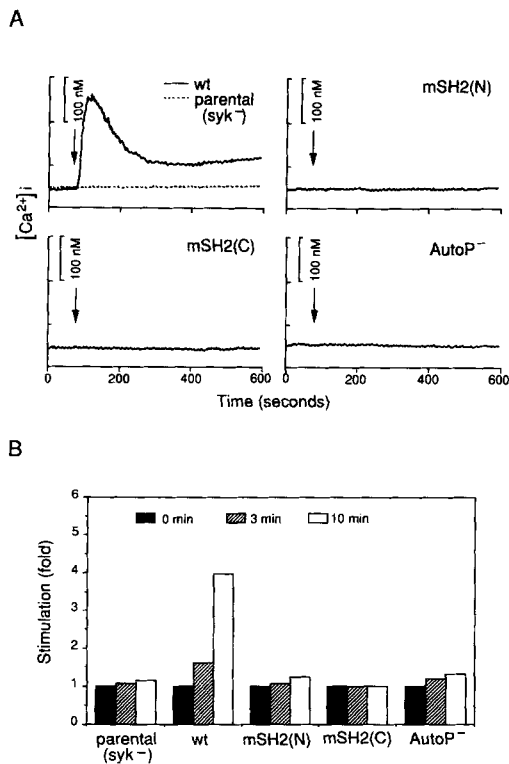 A
[Ca²⁺]i
100 nM
wt
parental
(syk⁻)
100 nM
mSH2(N)
100 nM
mSH2(C)
100 nM
AutoP⁻
0 200 400 600
0 200 400 600
Time (seconds)
B
Stimulation (fold)
6
5
4
3
2
1
0
0 min 3 min 10 min
parental wt mSH2(N) mSH2(C) AutoP⁻
(syk⁻)